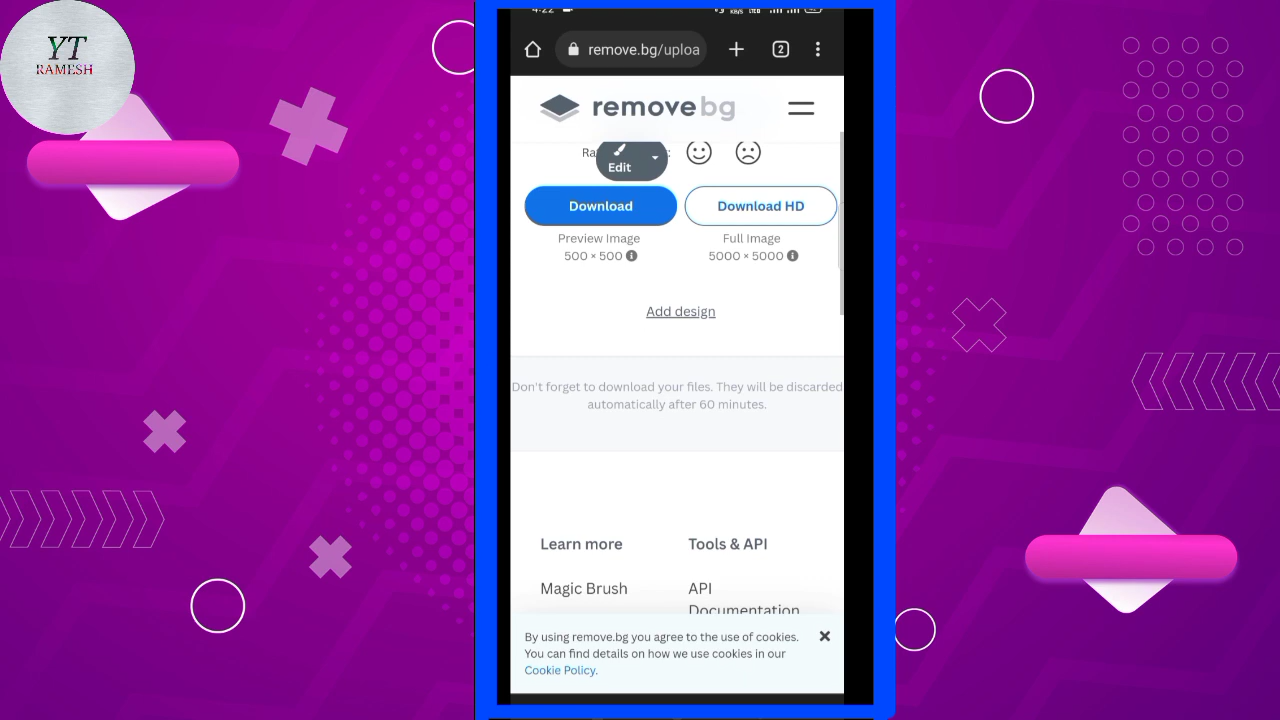 YT
RAMESH
4:22
2
remove.bg/uploa
removebg
Edit
Download
Download HD
Preview Image
500 × 500
Full Image
5000 × 5000
Add design
Don't forget to download your files. They will be discarded
automatically after 60 minutes.
Learn more
Tools & API
Magic Brush
API
Documentation
By using remove.bg you agree to the use of cookies.
You can find details on how we use cookies in our
Cookie Policy.